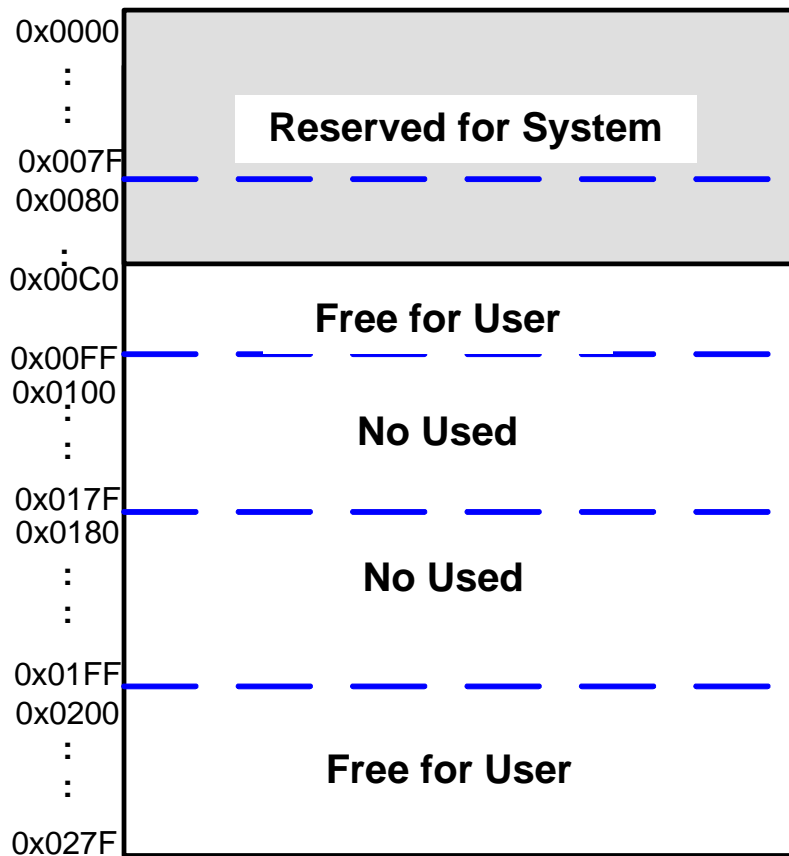 0x0000
:
:
Reserved for System
0x007F
0x0080
:
0x00C0
Free for User
0x00FF
0x0100
:
No Used
:
0x017F
0x0180
:
No Used
:
0x01FF
0x0200
:
Free for User
:
0x027F